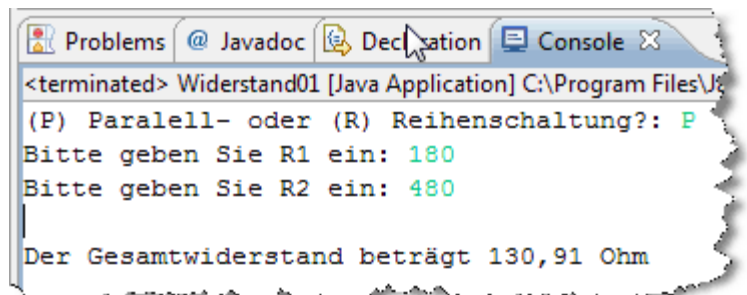 Problems @ Javadoc Declaration Console
<terminated> Widerstand01 [Java Application] C:\Program Files\J
(P) Paralell- oder (R) Reihenschaltung?: P
Bitte geben Sie R1 ein: 180
Bitte geben Sie R2 ein: 480
Der Gesamtwiderstand beträgt 130,91 Ohm